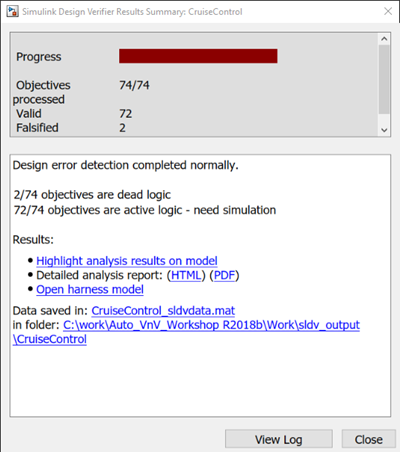 Simulink Design Verifier Results Summary: CruiseControl
Progress
Objectives processed 74/74
Valid 72
Falsified 2
Design error detection completed normally.
2/74 objectives are dead logic
72/74 objectives are active logic - need simulation
Results:
• Highlight analysis results on model
• Detailed analysis report: (HTML) (PDF)
• Open harness model
Data saved in: CruiseControl_sldvdata.mat
in folder: C:\work\Auto_VnV_Workshop R2018b\Work\sldv_output
\CruiseControl
View Log Close